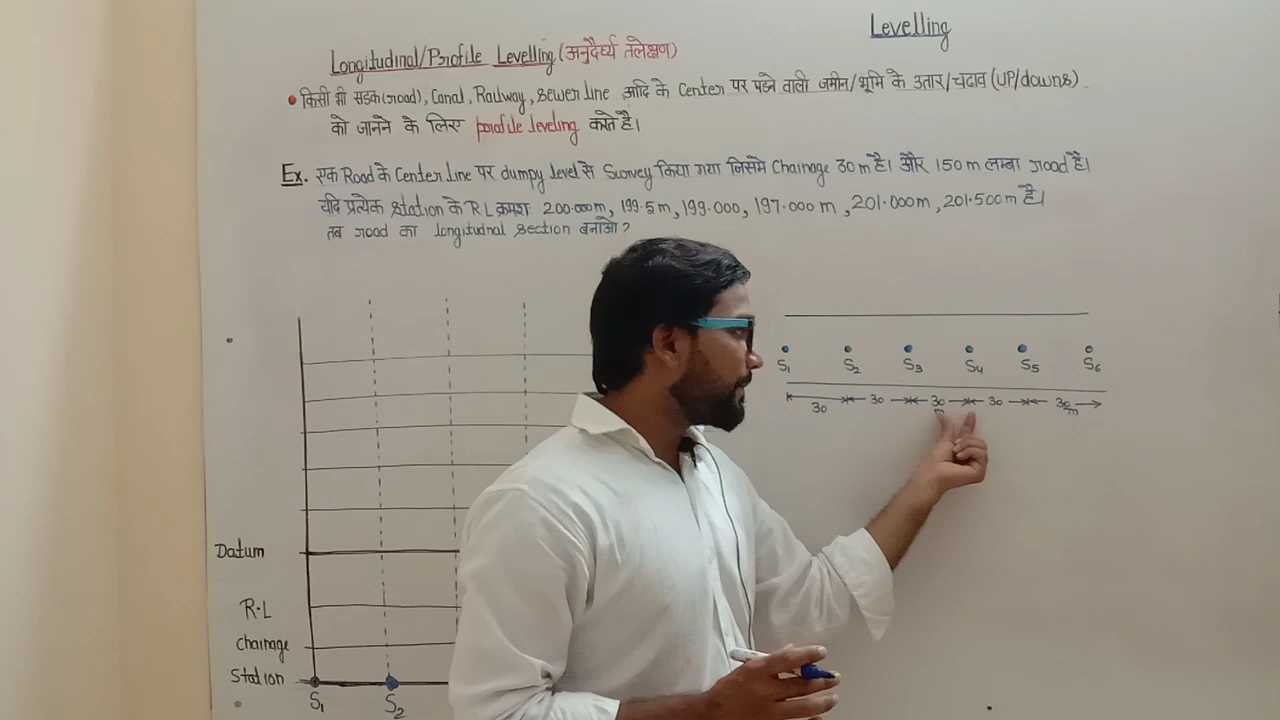 Levelling
Longitudinal/Profile Levelling (अनुदैर्घ्य तलेक्षण)
• किसी भी सड़क(road), Canal, Railway, sewer line आदि के Center पर पड़ने वाली जमीन/भूमि के उतार/चढ़ाव (UP/downs)
को जानने के लिए profile leveling करते है।
Ex. एक Road के Center line पर dumpy level से Survey किया गया जिसमे Chainage 30 m है। और 150 m लम्बा road है।
यदि प्रत्येक station के R L क्रमश: 200.000m, 199.5 m, 199.000, 197.000 m, 201.000m, 201.500m है।
तब road का longitudnal section बनाओ?
S1 S2 S3 S4 S5 S6
30 30 30 m 30 30 m
Datum
R.L
Chainage
Station
S1 S2